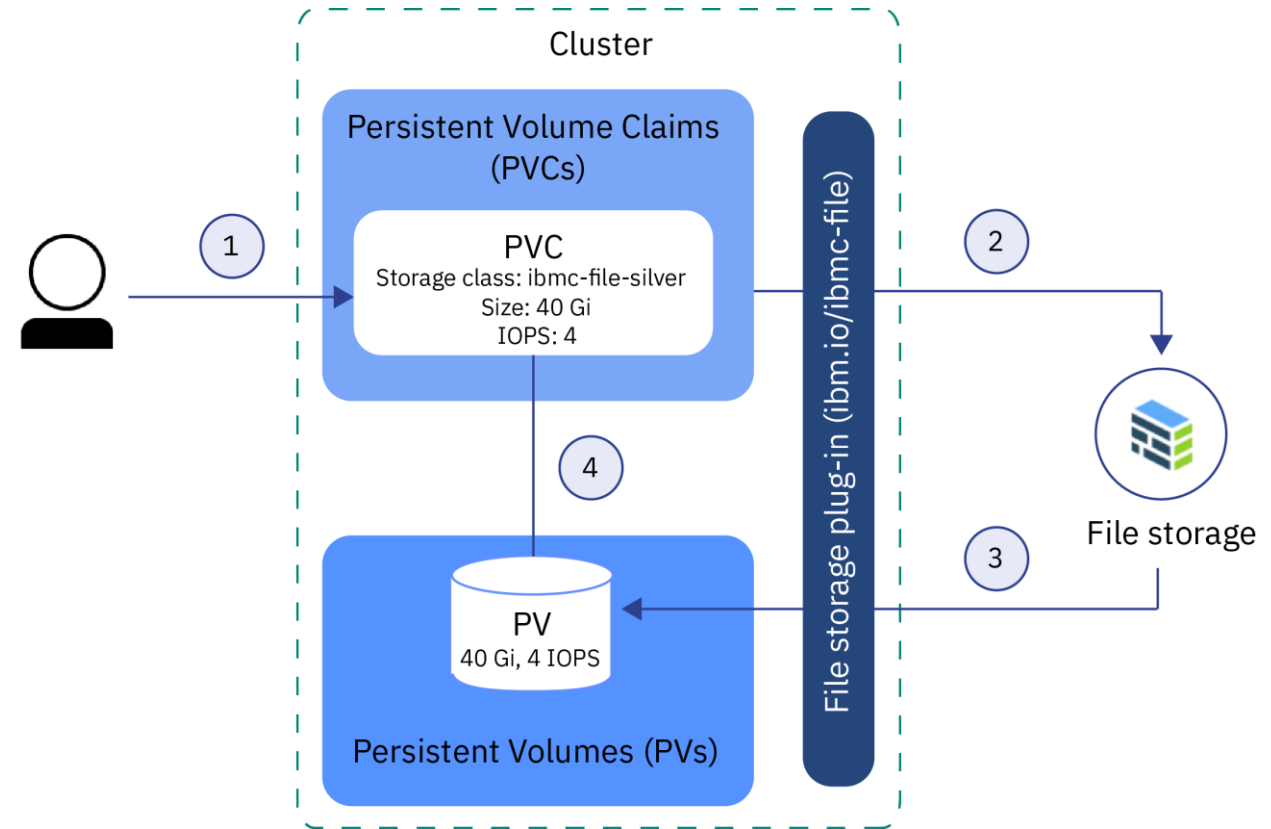 Cluster
Persistent Volume Claims
(PVCs)
1
PVC
Storage class: ibmc-file-silver
Size: 40 Gi
IOPS: 4
File storage plug-in (ibm.io/ibmc-file)
2
File storage
3
4
PV
40 Gi, 4 IOPS
Persistent Volumes (PVs)